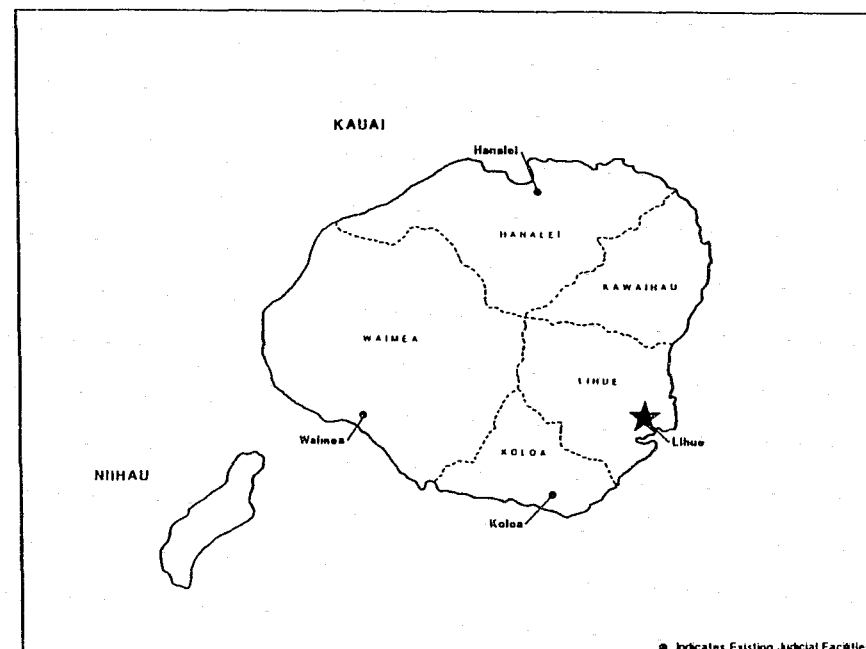 KAUAI
Hanalei
HANALEI
KAWAIHAU
WAIMEA
LIHUE
Waimea
Lihue
KOLOA
NIIHAU
Koloa
Indicates Existing Judicial Facilitie